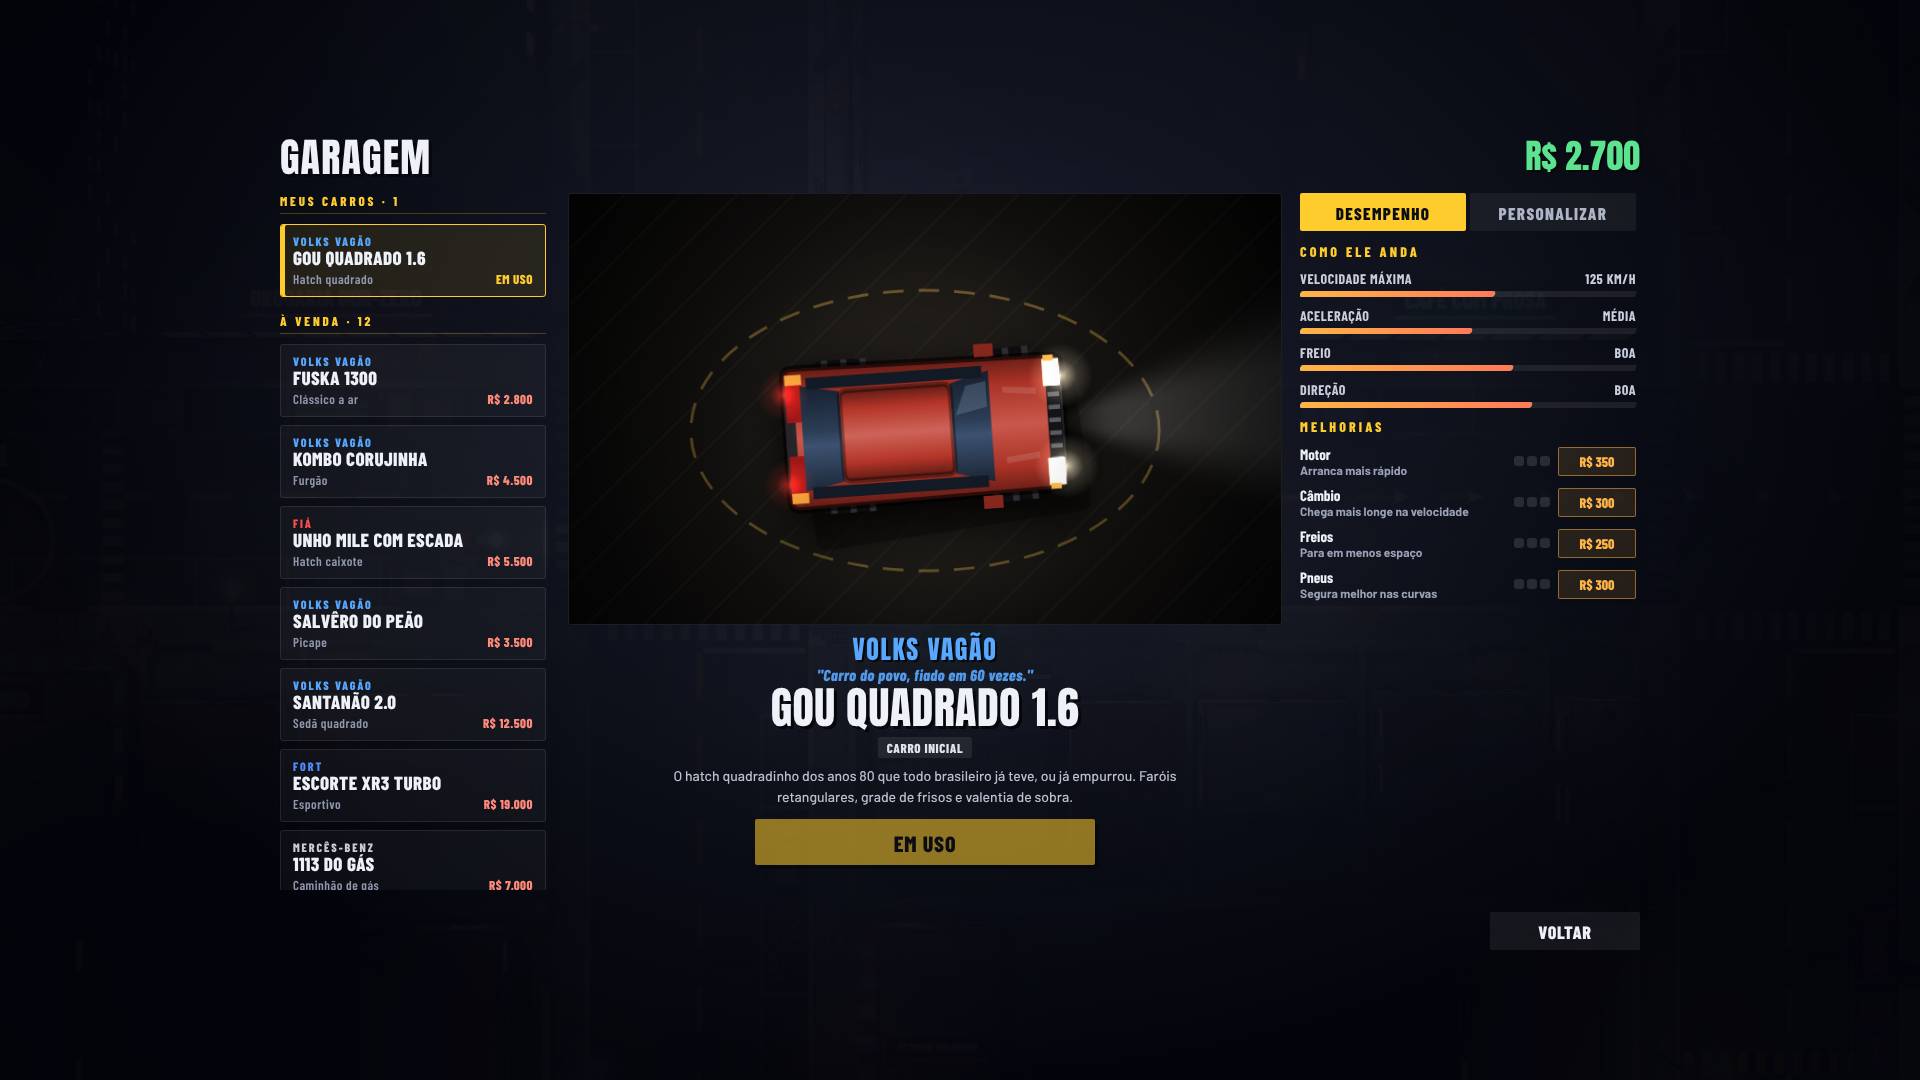 GARAGEM
R$ 2.700
MEUS CARROS · 1
VOLKS VAGÃO
GOU QUADRADO 1.6
Hatch quadrado
EM USO
À VENDA · 12
VOLKS VAGÃO
FUSKA 1300
Clássico a ar
R$ 2.800
VOLKS VAGÃO
KOMBO CORUJINHA
Furgão
R$ 4.500
FIÁ
UNHO MILE COM ESCADA
Hatch caixote
R$ 5.500
VOLKS VAGÃO
SALVÊRO DO PEÃO
Picape
R$ 3.500
VOLKS VAGÃO
SANTANÃO 2.0
Sedã quadrado
R$ 12.500
FORT
ESCORTE XR3 TURBO
Esportivo
R$ 19.000
MERCÊS-BENZ
1113 DO GÁS
Caminhão de gás
R$ 7.000
VOLKS VAGÃO
"Carro do povo, fiado em 60 vezes."
GOU QUADRADO 1.6
CARRO INICIAL
O hatch quadradinho dos anos 80 que todo brasileiro já teve, ou já empurrou. Faróis
retangulares, grade de frisos e valentia de sobra.
EM USO
DESEMPENHO
PERSONALIZAR
COMO ELE ANDA
VELOCIDADE MÁXIMA
125 KM/H
ACELERAÇÃO
MÉDIA
FREIO
BOA
DIREÇÃO
BOA
MELHORIAS
Motor
Arranca mais rápido
R$ 350
Câmbio
Chega mais longe na velocidade
R$ 300
Freios
Para em menos espaço
R$ 250
Pneus
Segura melhor nas curvas
R$ 300
VOLTAR